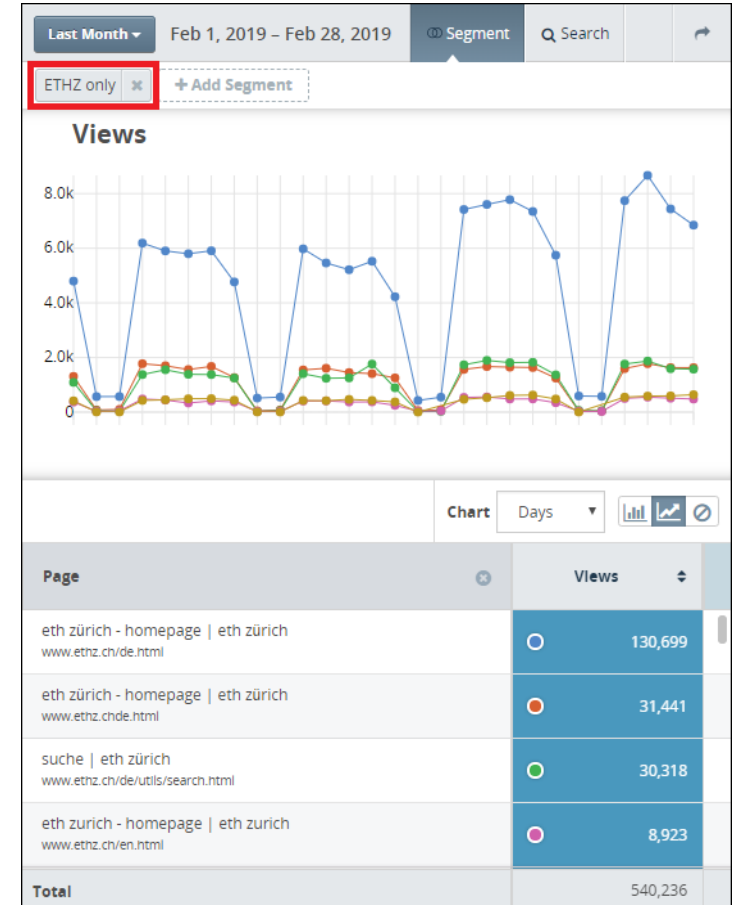 Last Month
Feb 1, 2019 – Feb 28, 2019
Segment
Search
ETHZ only
+ Add Segment
Views
8.0k
6.0k
4.0k
2.0k
0
Chart
Days
Page
Views
eth zürich - homepage | eth zürich
www.ethz.ch/de.html
130,699
eth zürich - homepage | eth zürich
www.ethz.chde.html
31,441
suche | eth zürich
www.ethz.ch/de/utils/search.html
30,318
eth zurich - homepage | eth zurich
www.ethz.ch/en.html
8,923
Total
540,236